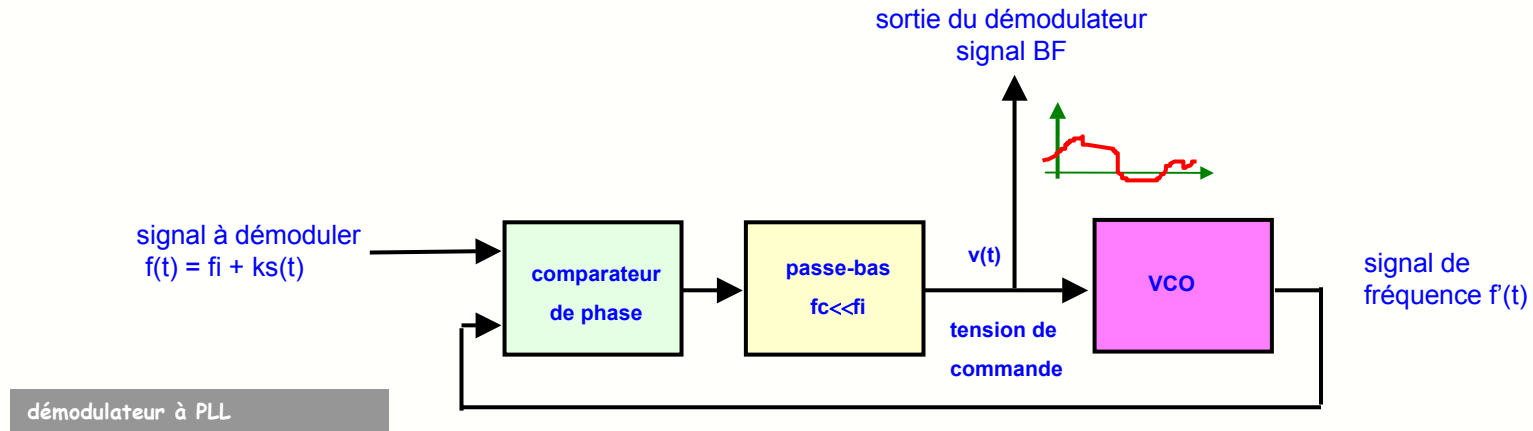 sortie du démodulateur
signal BF
signal à démoduler
f(t) = fi + ks(t)
comparateur
de phase
passe-bas
fc<<fi
v(t)
tension de
commande
VCO
signal de
fréquence f'(t)
démodulateur à PLL